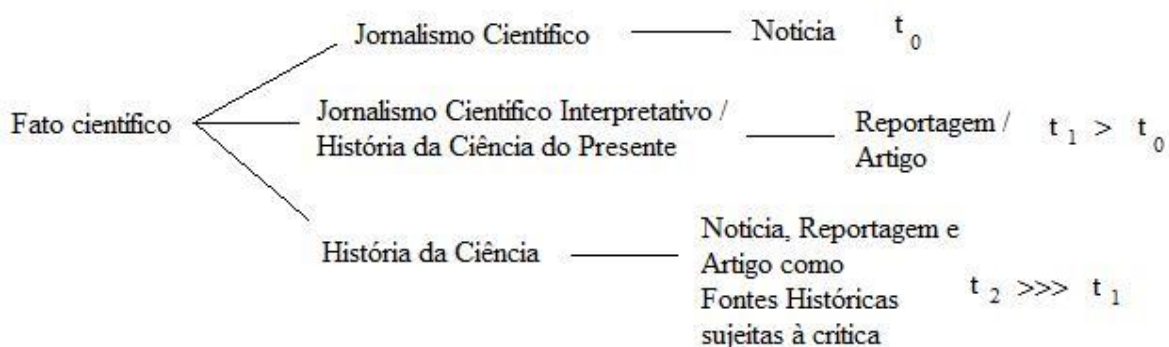 Jornalismo Científico Notícia t 0
Fato científico
Jornalismo Científico Interpretativo /
História da Ciência do Presente
Reportagem /
Artigo
t 1 > t 0
História da Ciência
Notícia, Reportagem e
Artigo como
Fontes Históricas
sujeitas à crítica
t 2 >>> t 1